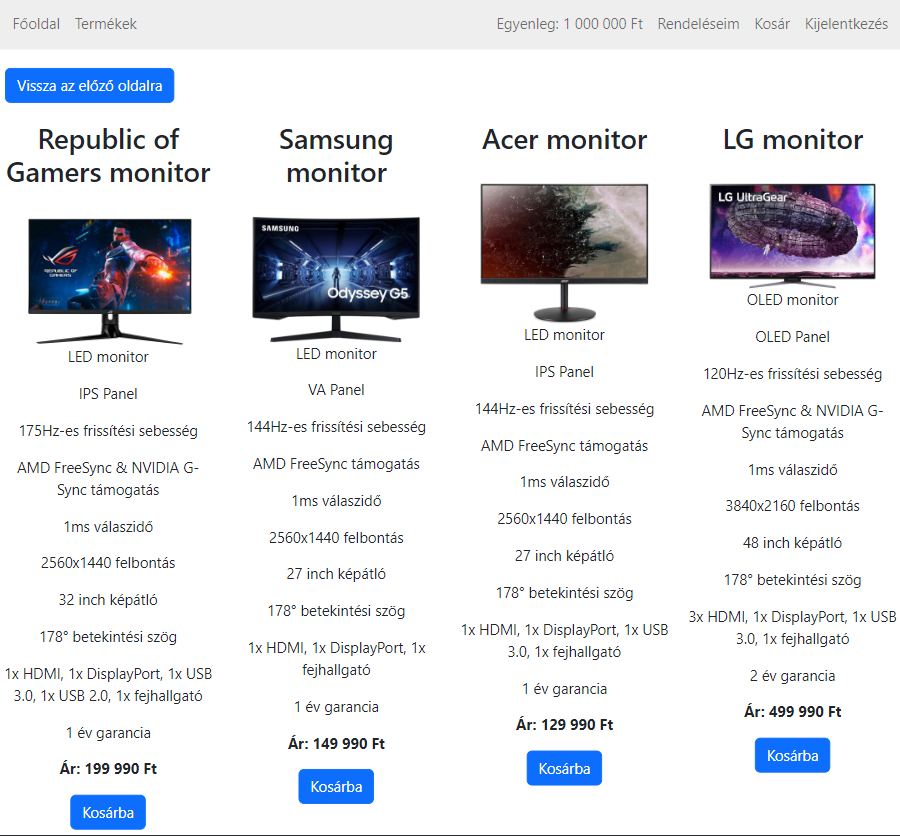 Főoldal Termékek Egyenleg: 1 000 000 Ft Rendeléseim Kosár Kijelentkezés
Vissza az előző oldalra
Republic of
Gamers monitor
REPUBLIC OF
GAMERS
LED monitor
IPS Panel
175Hz-es frissítési sebesség
AMD FreeSync & NVIDIA G-
Sync támogatás
1ms válaszidő
2560x1440 felbontás
32 inch képátló
178° betekintési szög
1x HDMI, 1x DisplayPort, 1x USB
3.0, 1x USB 2.0, 1x fejhallgató
1 év garancia
Ár: 199 990 Ft
Kosárba
Samsung
monitor
SAMSUNG
Odyssey G5
LED monitor
VA Panel
144Hz-es frissítési sebesség
AMD FreeSync támogatás
1ms válaszidő
2560x1440 felbontás
27 inch képátló
178° betekintési szög
1x HDMI, 1x DisplayPort, 1x
fejhallgató
1 év garancia
Ár: 149 990 Ft
Kosárba
Acer monitor
LED monitor
IPS Panel
144Hz-es frissítési sebesség
AMD FreeSync támogatás
1ms válaszidő
2560x1440 felbontás
27 inch képátló
178° betekintési szög
1x HDMI, 1x DisplayPort, 1x USB
3.0, 1x fejhallgató
1 év garancia
Ár: 129 990 Ft
Kosárba
LG monitor
LG UltraGear
OLED monitor
OLED Panel
120Hz-es frissítési sebesség
AMD FreeSync & NVIDIA G-
Sync támogatás
1ms válaszidő
3840x2160 felbontás
48 inch képátló
178° betekintési szög
3x HDMI, 1x DisplayPort, 1x USB
3.0, 1x fejhallgató
2 év garancia
Ár: 499 990 Ft
Kosárba